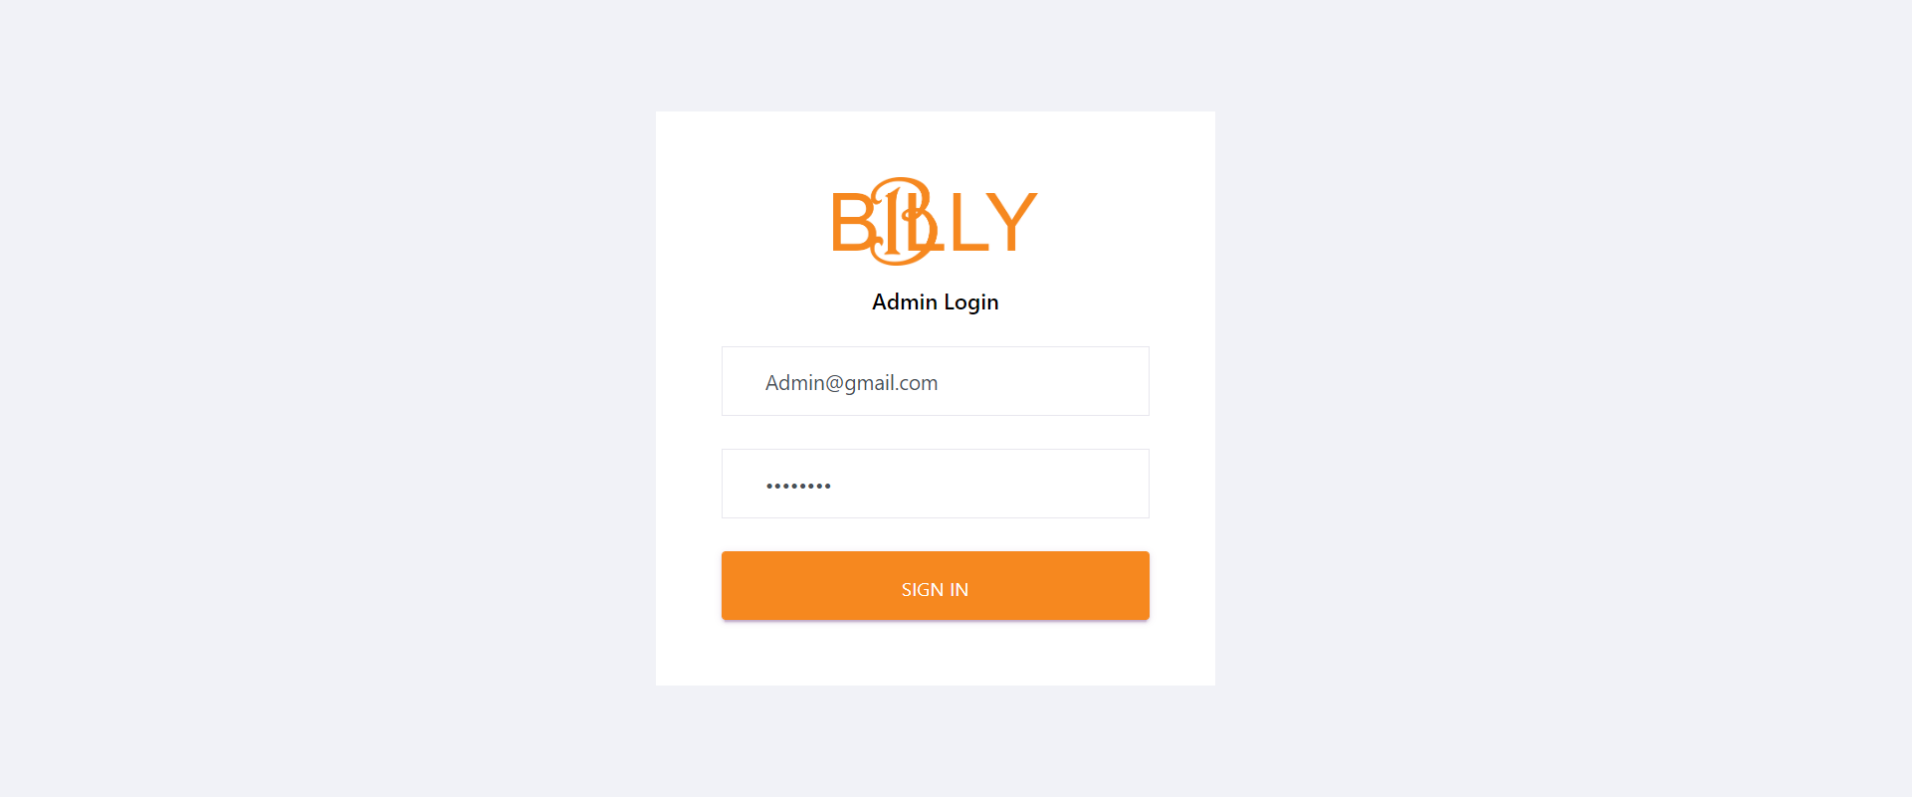 BILLY
Admin Login
Admin@gmail.com
••••••••
SIGN IN